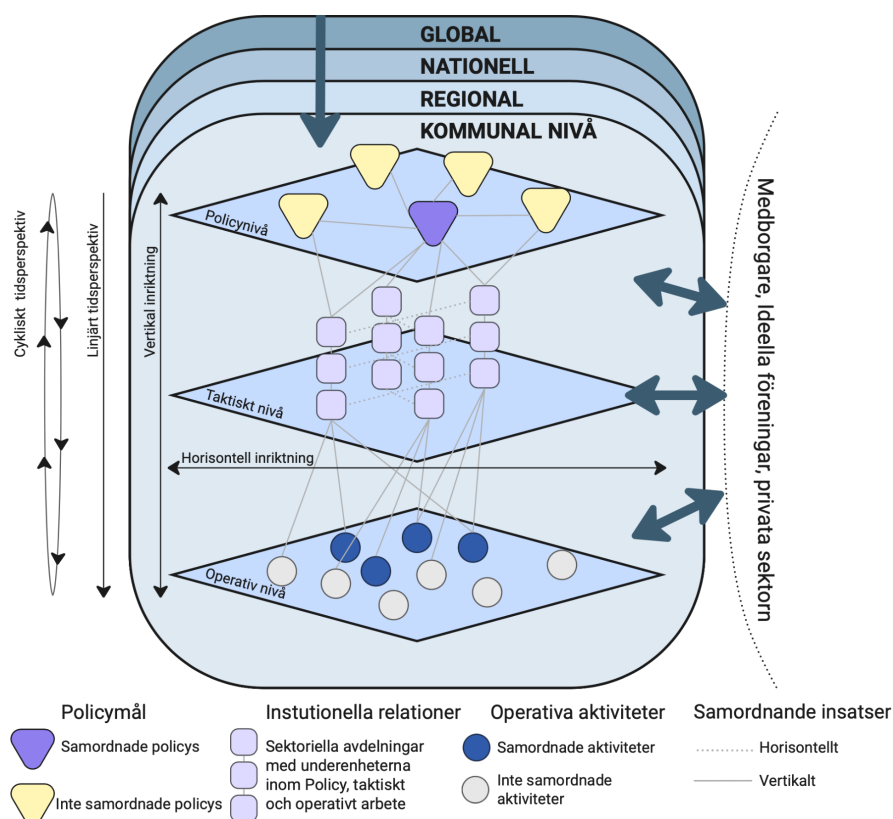 GLOBAL
NATIONELL
REGIONAL
KOMMUNAL NIVÅ
Policynivå
Cykliskt tidsperspektiv
Linjärt tidsperspektiv
Vertikal inriktning
Taktiskt nivå
Horisontell inriktning
Operativ nivå
Medborgare, Ideella föreningar, privata sektorn
Policymål
Samordnade policys
Inte samordnade policys
Instutionella relationer
Sektoriella avdelningar
med underenheterna
inom Policy, taktiskt
och operativt arbete
Operativa aktiviteter
Samordnade aktiviteter
Inte samordnade
aktiviteter
Samordnande insatser
Horisontellt
Vertikalt